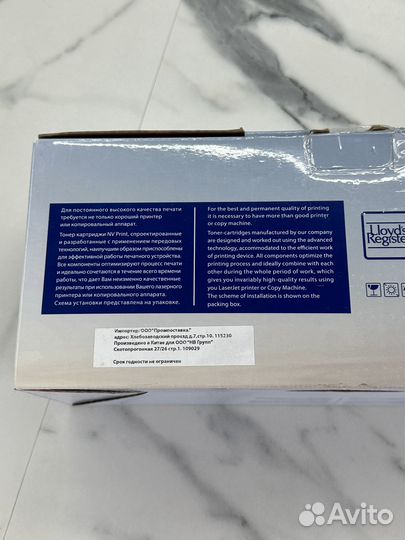 Для постоянного высокого качества печати
требуется не только хороший принтер
или копировальный аппарат.
Тонер картриджи NV Print, спроектированные
и разработанные с применением передовых
технологий, наилучшим образом приспособлены
для эффективной работы печатного устройства.
Все компоненты оптимизируют процесс печати
и идеально сочетаются в течение всего времени
работы, что дает Вам неизменно качественные
результаты при использовании Вашего лазерного
принтера или копировального аппарата.
Схема установки представлена на упаковке.
For the best and permanent quality of printing
it is necessary to have more than good printer
or copy machine.
Toner-cartridges manufactured by our company
are designed and worked out using the advanced
technology, accommodated to the efficient work
of printing device. All components optimize the
printing process and ideally combine with each
other during the whole period of work, which
gives you invariably high-quality results using
you LaserJet printer or Copy Machine.
The scheme of installation is shown on the
packing box.
Lloyd's
Register
Импортер:ООО"Промпоставка."
адрес: Хлебозаводский проезд д.7,стр.10. 115230
Произведено в Китае для ООО "НВ Групп"
Скотопрогонная 27/26 стр.1. 109029
Срок годности не ограничен
Avito